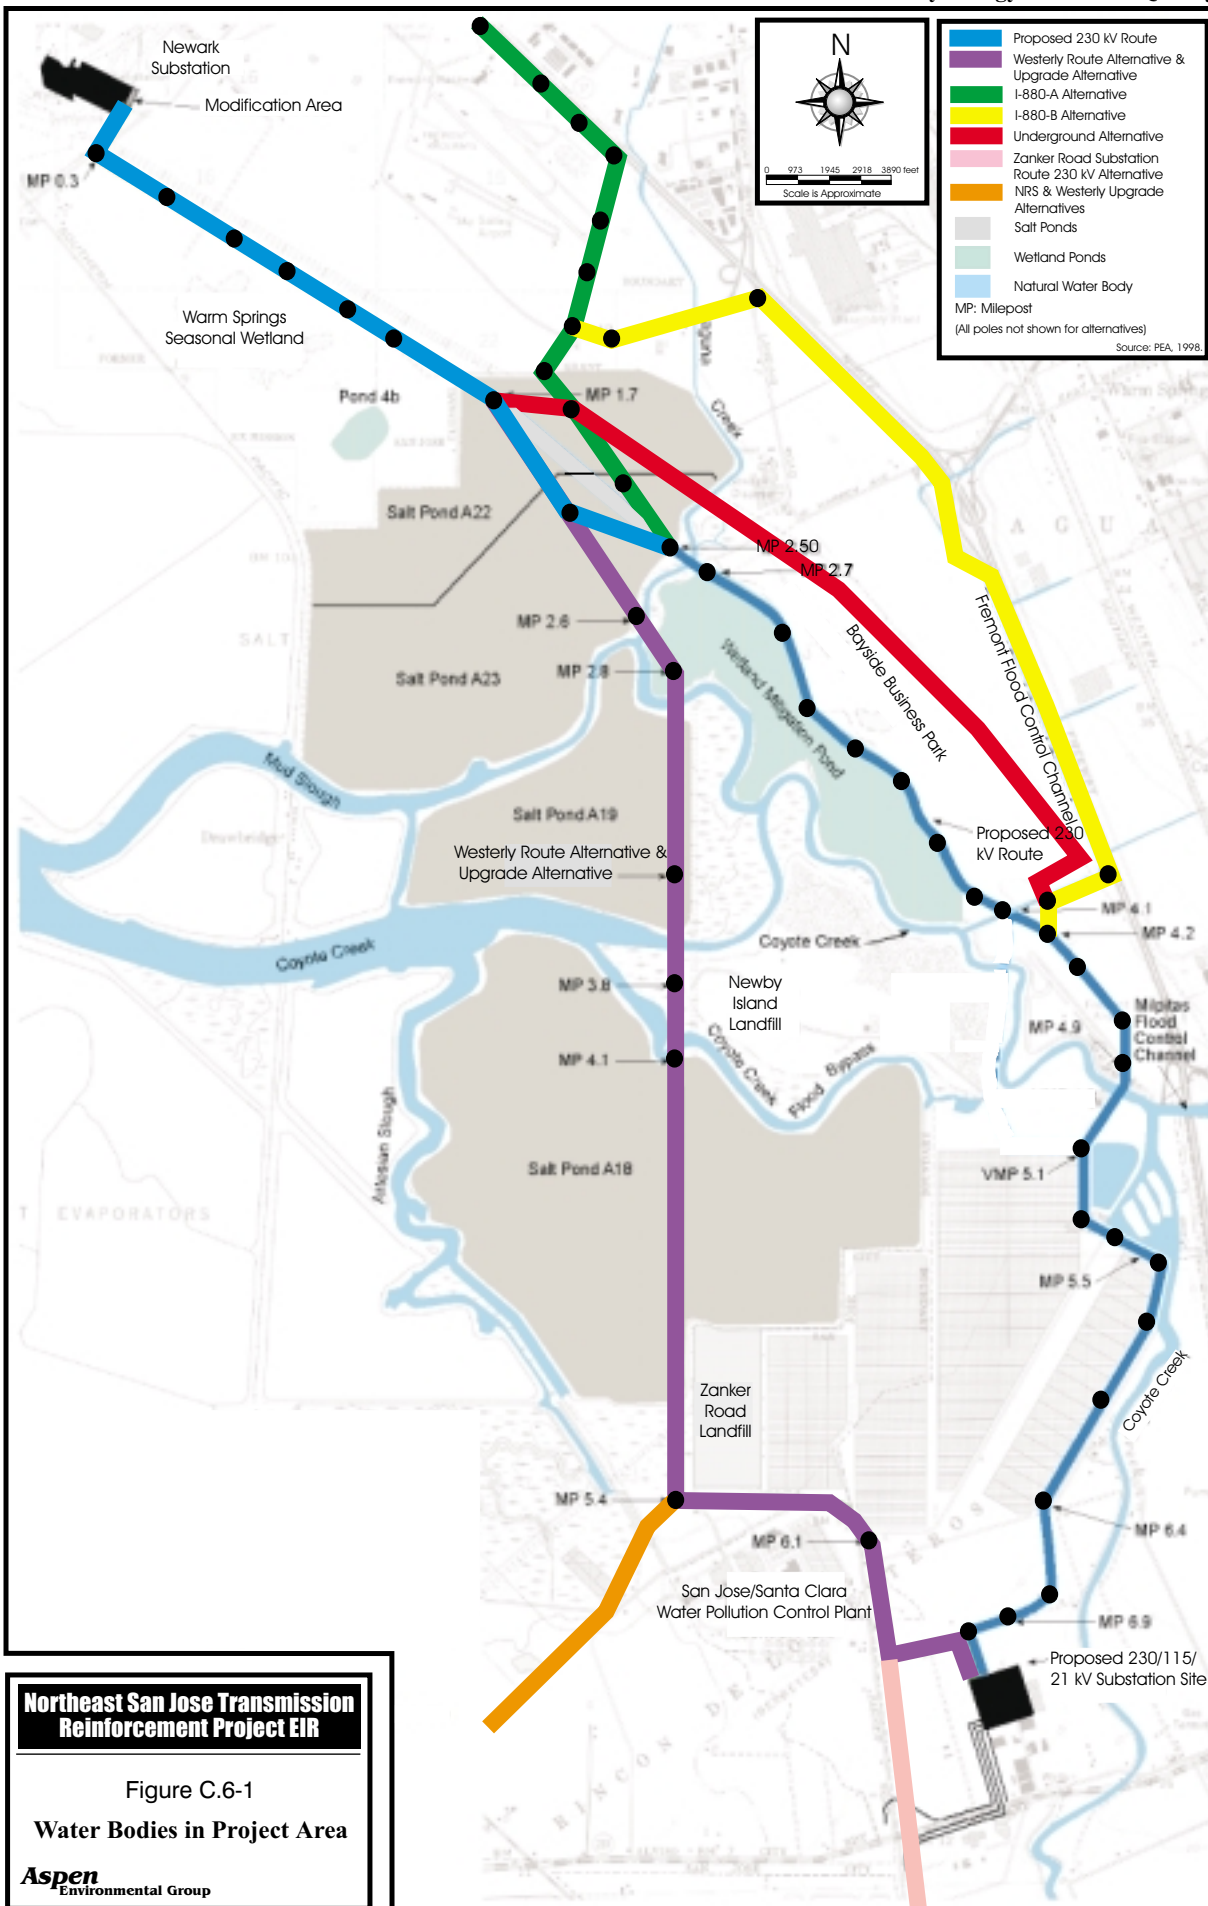 Newark
Substation
Modification Area
MP 0.3
N
0 973 1945 2918 3890 feet
Scale is Approximate
Proposed 230 kV Route
Westerly Route Alternative &
Upgrade Alternative
I-880-A Alternative
I-880-B Alternative
Underground Alternative
Zanker Road Substation
Route 230 kV Alternative
NRS & Westerly Upgrade
Alternatives
Salt Ponds
Wetland Ponds
Natural Water Body
MP: Milepost
(All poles not shown for alternatives)
Source: PEA, 1998.
Warm Springs
Seasonal Wetland
Pond 4b
MP 1.7
Creek
Salt Pond A22
A G U A
MP 2.50
MP 2.7
MP 2.6
SALT
MP 2.8
Salt Pond A23
Wetland Mitigation Pond
Bayside Business Park
Fremont Flood Control Channel
Mud Slough
Salt Pond A19
Westerly Route Alternative &
Upgrade Alternative
Proposed 230
kV Route
MP 4.1
MP 4.2
Coyote Creek
Coyote Creek
MP 3.8
Newby
Island
Landfill
MP 4.9
Milpitas
Flood
Control
Channel
MP 4.1
Coyote Creek
Flood Bypass
Artesian Slough
Salt Pond A18
VMP 5.1
T EVAPORATORS
MP 5.5
Coyote Creek
Zanker
Road
Landfill
MP 5.4
MP 6.1
MP 6.4
San Jose/Santa Clara
Water Pollution Control Plant
MP 6.9
Proposed 230/115/
21 kV Substation Site
RINCON DE
Northeast San Jose Transmission
Reinforcement Project EIR
Figure C.6-1
Water Bodies in Project Area
Aspen
Environmental Group